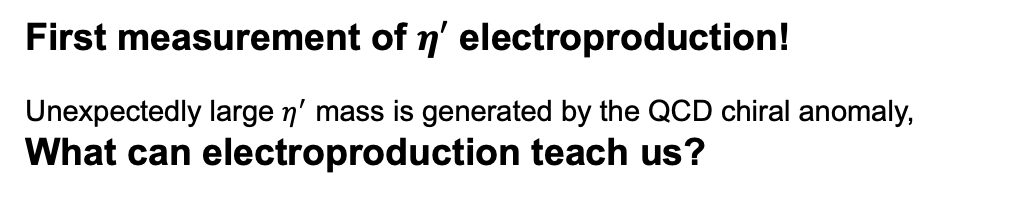 First measurement of η′ electroproduction!
Unexpectedly large η′ mass is generated by the QCD chiral anomaly,
What can electroproduction teach us?